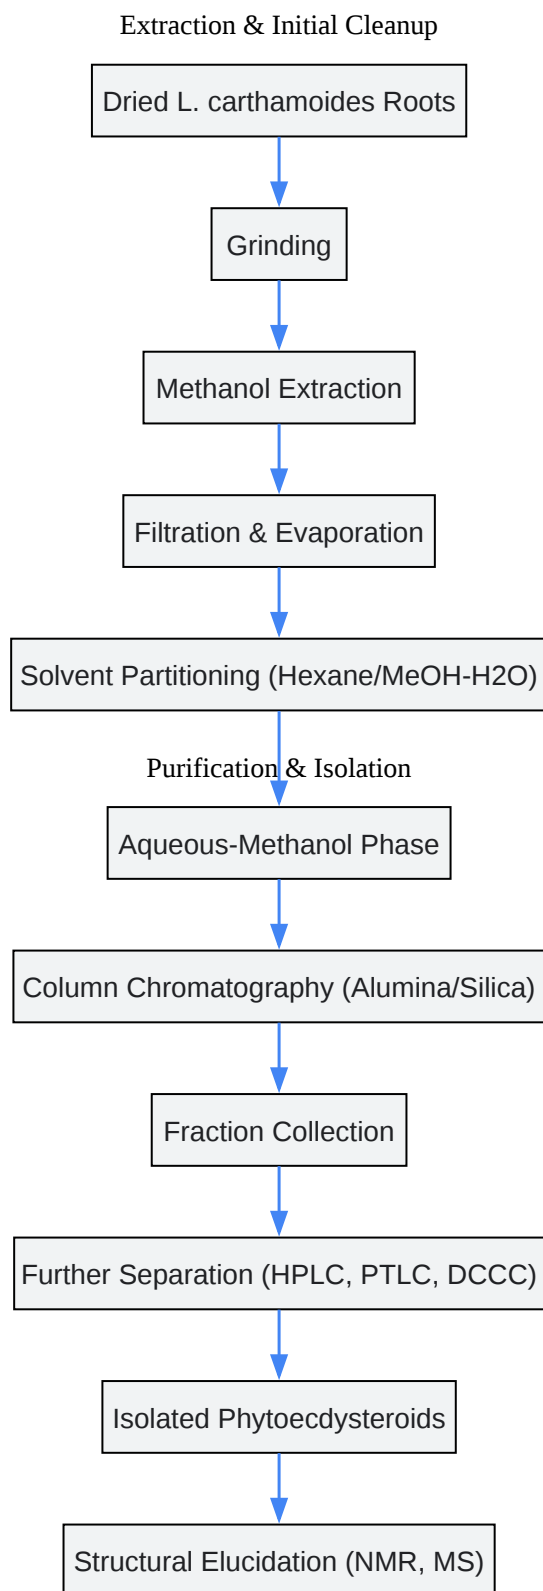 Extraction & Initial Cleanup
Dried L. carthamoides Roots
Grinding
Methanol Extraction
Filtration & Evaporation
Solvent Partitioning (Hexane/MeOH-H2O)
Purification & Isolation
Aqueous-Methanol Phase
Column Chromatography (Alumina/Silica)
Fraction Collection
Further Separation (HPLC, PTLC, DCCC)
Isolated Phytoecdysteroids
Structural Elucidation (NMR, MS)